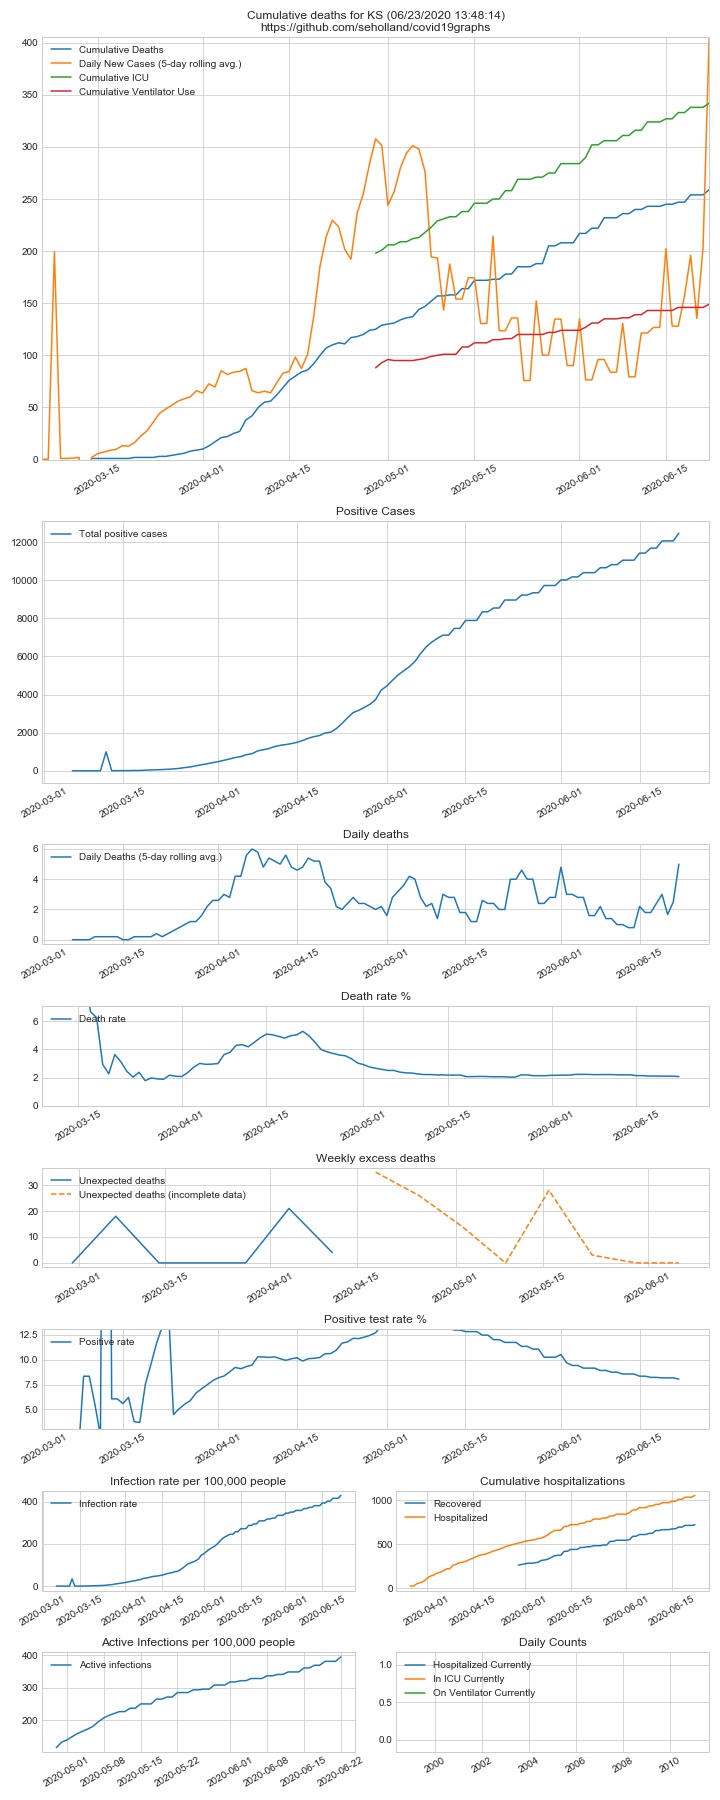 Cumulative deaths for KS (06/23/2020 13:48:14)
https://github.com/seholland/covid19graphs
400
350
300
250
200
150
100
50
0
Cumulative Deaths
Daily New Cases (5-day rolling avg.)
Cumulative ICU
Cumulative Ventilator Use
2020-03-15 2020-04-01 2020-04-15 2020-05-01 2020-05-15 2020-06-01 2020-06-15
Positive Cases
12000
10000
8000
6000
4000
2000
0
Total positive cases
2020-03-01 2020-03-15 2020-04-01 2020-04-15 2020-05-01 2020-05-15 2020-06-01 2020-06-15
Daily deaths
6
4
2
0
Daily Deaths (5-day rolling avg.)
2020-03-01 2020-03-15 2020-04-01 2020-04-15 2020-05-01 2020-05-15 2020-06-01 2020-06-15
Death rate %
6
4
2
0
Death rate
2020-03-15 2020-04-01 2020-04-15 2020-05-01 2020-05-15 2020-06-01 2020-06-15
Weekly excess deaths
30
20
10
0
Unexpected deaths
Unexpected deaths (incomplete data)
2020-03-01 2020-03-15 2020-04-01 2020-04-15 2020-05-01 2020-05-15 2020-06-01
Positive test rate %
12.5
10.0
7.5
5.0
Positive rate
2020-03-01 2020-03-15 2020-04-01 2020-04-15 2020-05-01 2020-05-15 2020-06-01 2020-06-15
Infection rate per 100,000 people
400
200
0
Infection rate
2020-03-01 2020-03-15 2020-04-01 2020-04-15 2020-05-01 2020-05-15 2020-06-01 2020-06-15
Cumulative hospitalizations
1000
500
0
Recovered
Hospitalized
2020-04-01 2020-04-15 2020-05-01 2020-05-15 2020-06-01 2020-06-15
Active Infections per 100,000 people
400
300
200
Active infections
2020-05-01 2020-05-08 2020-05-15 2020-05-22 2020-06-01 2020-06-08 2020-06-15 2020-06-22
Daily Counts
1.0
0.5
0.0
Hospitalized Currently
In ICU Currently
On Ventilator Currently
2000 2002 2004 2006 2008 2010